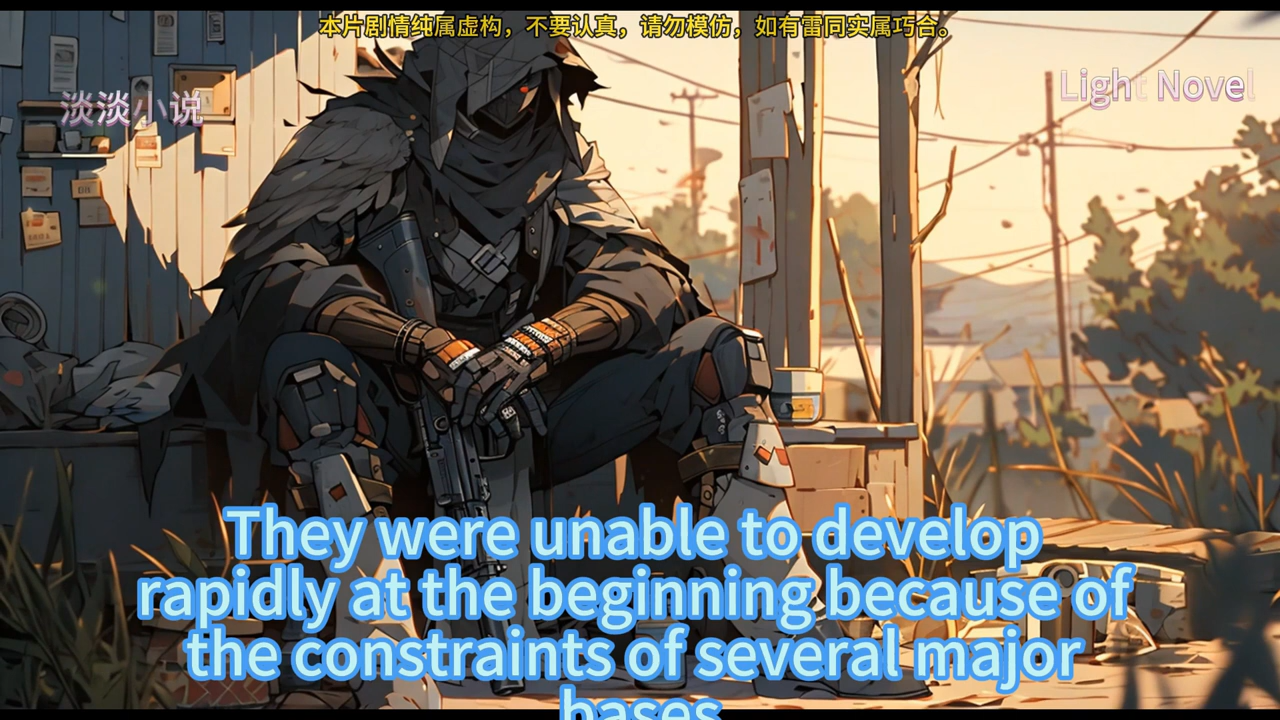 本片剧情纯属虚构，不要认真，请勿模仿，如有雷同实属巧合。
淡淡小说
Light Novel
They were unable to develop
rapidly at the beginning because of
the constraints of several major
bases